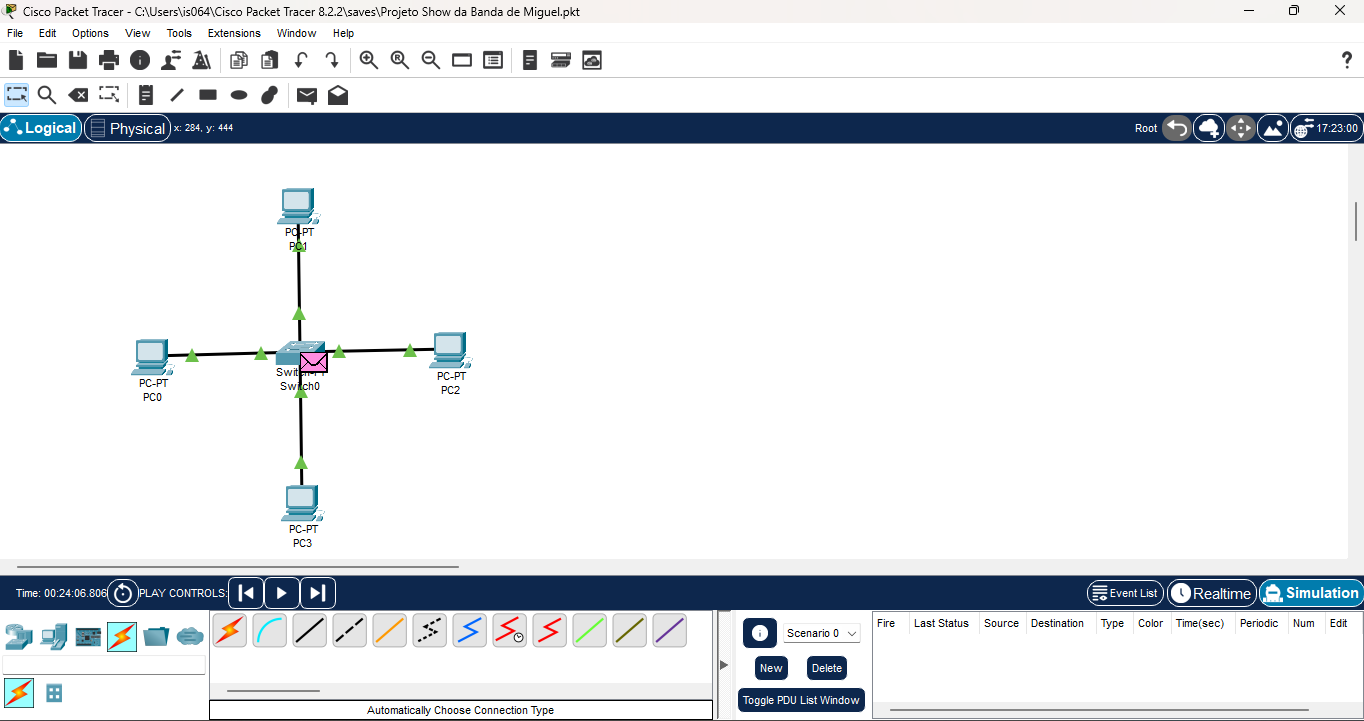 Cisco Packet Tracer - C:\Users\is064\Cisco Packet Tracer 8.2.2\saves\Projeto Show da Banda de Miguel.pkt
File Edit Options View Tools Extensions Window Help
Logical Physical x: 284, y: 444 Root 17:23:00
PC-PT
PC1
PC-PT
PC0
Switch-PT
Switch0
PC-PT
PC2
PC-PT
PC3
Time: 00:24:06.806 PLAY CONTROLS: Event List Realtime Simulation
Scenario 0
New Delete
Toggle PDU List Window
Fire Last Status Source Destination Type Color Time(sec) Periodic Num Edit
Automatically Choose Connection Type